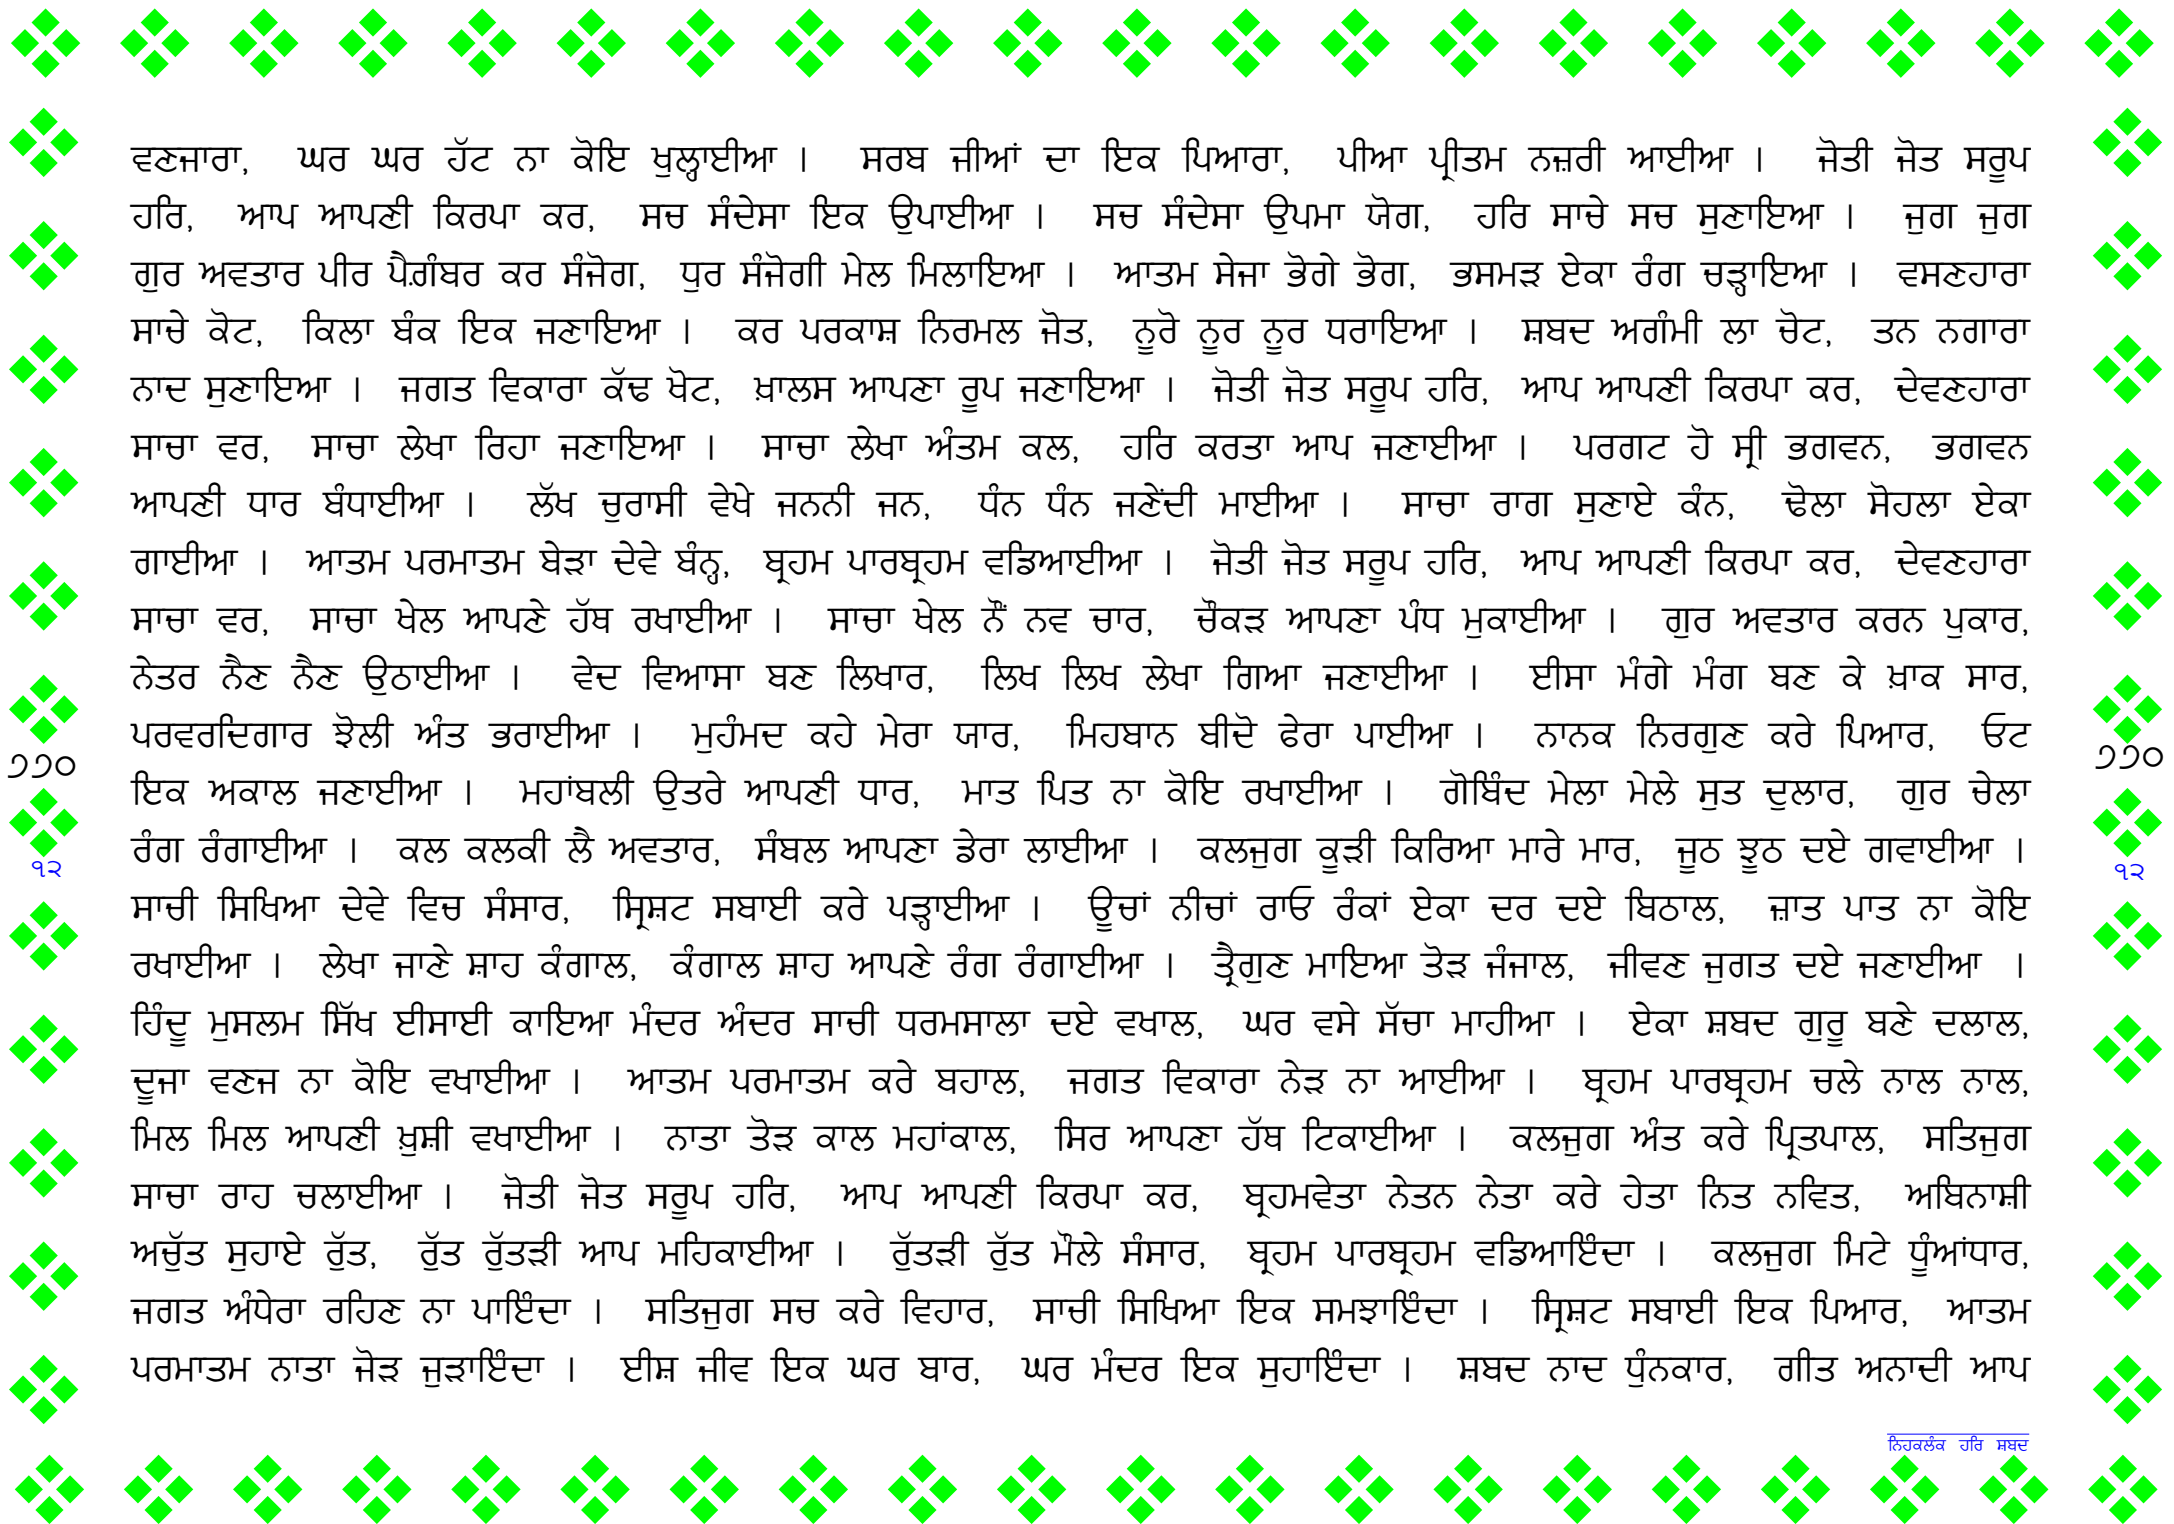 ਵਣਜਾਰਾ, ਘਰ ਘਰ ਹੱਟ ਨਾ ਕੋਇ ਖੁਲ੍ਹਾਈਆ । ਸਰਬ ਜੀਆਂ ਦਾ ਇਕ ਪਿਆਰਾ, ਪੀਆ ਪ੍ਰੀਤਮ ਨਜ਼ਰੀ ਆਈਆ । ਜੋਤੀ ਜੋਤ ਸਰੂਪ
ਹਰਿ, ਆਪ ਆਪਣੀ ਕਿਰਪਾ ਕਰ, ਸਚ ਸੰਦੇਸਾ ਇਕ ਉਪਾਈਆ । ਸਚ ਸੰਦੇਸਾ ਉਪਮਾ ਯੋਗ, ਹਰਿ ਸਾਚੇ ਸਚ ਸੁਣਾਇਆ । ਜੁਗ ਜੁਗ
ਗੁਰ ਅਵਤਾਰ ਪੀਰ ਪੈਗ਼ੰਬਰ ਕਰ ਸੰਜੋਗ, ਧੁਰ ਸੰਜੋਗੀ ਮੇਲ ਮਿਲਾਇਆ । ਆਤਮ ਸੇਜਾ ਭੋਗੇ ਭੋਗ, ਭਸਮੜ ਏਕਾ ਰੰਗ ਚੜ੍ਹਾਇਆ । ਵਸਣਹਾਰਾ
ਸਾਚੇ ਕੋਟ, ਕਿਲਾ ਬੰਕ ਇਕ ਜਣਾਇਆ । ਕਰ ਪਰਕਾਸ਼ ਨਿਰਮਲ ਜੋਤ, ਨੂਰੋ ਨੂਰ ਨੂਰ ਧਰਾਇਆ । ਸ਼ਬਦ ਅਗੰਮੀ ਲਾ ਚੋਟ, ਤਨ ਨਗਾਰਾ
ਨਾਦ ਸੁਣਾਇਆ । ਜਗਤ ਵਿਕਾਰਾ ਕੱਢ ਖੋਟ, ਖ਼ਾਲਸ ਆਪਣਾ ਰੂਪ ਜਣਾਇਆ । ਜੋਤੀ ਜੋਤ ਸਰੂਪ ਹਰਿ, ਆਪ ਆਪਣੀ ਕਿਰਪਾ ਕਰ, ਦੇਵਣਹਾਰਾ
ਸਾਚਾ ਵਰ, ਸਾਚਾ ਲੇਖਾ ਰਿਹਾ ਜਣਾਇਆ । ਸਾਚਾ ਲੇਖਾ ਅੰਤਮ ਕਲ, ਹਰਿ ਕਰਤਾ ਆਪ ਜਣਾਈਆ । ਪਰਗਟ ਹੋ ਸ੍ਰੀ ਭਗਵਨ, ਭਗਵਨ
ਆਪਣੀ ਧਾਰ ਬੰਧਾਈਆ । ਲੱਖ ਚੁਰਾਸੀ ਵੇਖੇ ਜਨਨੀ ਜਨ, ਧੰਨ ਧੰਨ ਜਣੇਂਦੀ ਮਾਈਆ । ਸਾਚਾ ਰਾਗ ਸੁਣਾਏ ਕੰਨ, ਢੋਲਾ ਸੋਹਲਾ ਏਕਾ
ਗਾਈਆ । ਆਤਮ ਪਰਮਾਤਮ ਬੇੜਾ ਦੇਵੇ ਬੰਨ੍ਹ, ਬ੍ਰਹਮ ਪਾਰਬ੍ਰਹਮ ਵਡਿਆਈਆ । ਜੋਤੀ ਜੋਤ ਸਰੂਪ ਹਰਿ, ਆਪ ਆਪਣੀ ਕਿਰਪਾ ਕਰ, ਦੇਵਣਹਾਰਾ
ਸਾਚਾ ਵਰ, ਸਾਚਾ ਖੇਲ ਆਪਣੇ ਹੱਥ ਰਖਾਈਆ । ਸਾਚਾ ਖੇਲ ਨੌਂ ਨਵ ਚਾਰ, ਚੌਕੜ ਆਪਣਾ ਪੰਧ ਮੁਕਾਈਆ । ਗੁਰ ਅਵਤਾਰ ਕਰਨ ਪੁਕਾਰ,
ਨੇਤਰ ਨੈਣ ਨੈਣ ਉਠਾਈਆ । ਵੇਦ ਵਿਆਸਾ ਬਣ ਲਿਖਾਰ, ਲਿਖ ਲਿਖ ਲੇਖਾ ਗਿਆ ਜਣਾਈਆ । ਈਸਾ ਮੰਗੇ ਮੰਗ ਬਣ ਕੇ ਖ਼ਾਕ ਸਾਰ,
ਪਰਵਰਦਿਗਾਰ ਝੋਲੀ ਅੰਤ ਭਰਾਈਆ । ਮੁਹੰਮਦ ਕਹੇ ਮੇਰਾ ਯਾਰ, ਮਿਹਬਾਨ ਬੀਦੋ ਫੇਰਾ ਪਾਈਆ । ਨਾਨਕ ਨਿਰਗੁਣ ਕਰੇ ਪਿਆਰ, ਓਟ
ਇਕ ਅਕਾਲ ਜਣਾਈਆ । ਮਹਾਂਬਲੀ ਉਤਰੇ ਆਪਣੀ ਧਾਰ, ਮਾਤ ਪਿਤ ਨਾ ਕੋਇ ਰਖਾਈਆ । ਗੋਬਿੰਦ ਮੇਲਾ ਮੇਲੇ ਸੁਤ ਦੁਲਾਰ, ਗੁਰ ਚੇਲਾ
ਰੰਗ ਰੰਗਾਈਆ । ਕਲ ਕਲਕੀ ਲੈ ਅਵਤਾਰ, ਸੰਬਲ ਆਪਣਾ ਡੇਰਾ ਲਾਈਆ । ਕਲਜੁਗ ਕੂੜੀ ਕਿਰਿਆ ਮਾਰੇ ਮਾਰ, ਜੂਠ ਝੂਠ ਦਏ ਗਵਾਈਆ ।
ਸਾਚੀ ਸਿਖਿਆ ਦੇਵੇ ਵਿਚ ਸੰਸਾਰ, ਸ੍ਰਿਸ਼ਟ ਸਬਾਈ ਕਰੇ ਪੜ੍ਹਾਈਆ । ਊਚਾਂ ਨੀਚਾਂ ਰਾਓ ਰੰਕਾਂ ਏਕਾ ਦਰ ਦਏ ਬਿਠਾਲ, ਜ਼ਾਤ ਪਾਤ ਨਾ ਕੋਇ
ਰਖਾਈਆ । ਲੇਖਾ ਜਾਣੇ ਸ਼ਾਹ ਕੰਗਾਲ, ਕੰਗਾਲ ਸ਼ਾਹ ਆਪਣੇ ਰੰਗ ਰੰਗਾਈਆ । ਤ੍ਰੈਗੁਣ ਮਾਇਆ ਤੋੜ ਜੰਜਾਲ, ਜੀਵਣ ਜੁਗਤ ਦਏ ਜਣਾਈਆ ।
ਹਿੰਦੂ ਮੁਸਲਮ ਸਿੱਖ ਈਸਾਈ ਕਾਇਆ ਮੰਦਰ ਅੰਦਰ ਸਾਚੀ ਧਰਮਸਾਲਾ ਦਏ ਵਖਾਲ, ਘਰ ਵਸੇ ਸੱਚਾ ਮਾਹੀਆ । ਏਕਾ ਸ਼ਬਦ ਗੁਰੂ ਬਣੇ ਦਲਾਲ,
ਦੂਜਾ ਵਣਜ ਨਾ ਕੋਇ ਵਖਾਈਆ । ਆਤਮ ਪਰਮਾਤਮ ਕਰੇ ਬਹਾਲ, ਜਗਤ ਵਿਕਾਰਾ ਨੇੜ ਨਾ ਆਈਆ । ਬ੍ਰਹਮ ਪਾਰਬ੍ਰਹਮ ਚਲੇ ਨਾਲ ਨਾਲ,
ਮਿਲ ਮਿਲ ਆਪਣੀ ਖ਼ੁਸ਼ੀ ਵਖਾਈਆ । ਨਾਤਾ ਤੋੜ ਕਾਲ ਮਹਾਂਕਾਲ, ਸਿਰ ਆਪਣਾ ਹੱਥ ਟਿਕਾਈਆ । ਕਲਜੁਗ ਅੰਤ ਕਰੇ ਪ੍ਰਿਤਪਾਲ, ਸਤਿਜੁਗ
ਸਾਚਾ ਰਾਹ ਚਲਾਈਆ । ਜੋਤੀ ਜੋਤ ਸਰੂਪ ਹਰਿ, ਆਪ ਆਪਣੀ ਕਿਰਪਾ ਕਰ, ਬ੍ਰਹਮਵੇਤਾ ਨੇਤਨ ਨੇਤਾ ਕਰੇ ਹੇਤਾ ਨਿਤ ਨਵਿਤ, ਅਬਿਨਾਸ਼ੀ
ਅਚੁੱਤ ਸੁਹਾਏ ਰੁੱਤ, ਰੁੱਤ ਰੁੱਤੜੀ ਆਪ ਮਹਿਕਾਈਆ । ਰੁੱਤੜੀ ਰੁੱਤ ਮੌਲੇ ਸੰਸਾਰ, ਬ੍ਰਹਮ ਪਾਰਬ੍ਰਹਮ ਵਡਿਆਇੰਦਾ । ਕਲਜੁਗ ਮਿਟੇ ਧੂੰਆਂਧਾਰ,
ਜਗਤ ਅੰਧੇਰਾ ਰਹਿਣ ਨਾ ਪਾਇੰਦਾ । ਸਤਿਜੁਗ ਸਚ ਕਰੇ ਵਿਹਾਰ, ਸਾਚੀ ਸਿਖਿਆ ਇਕ ਸਮਝਾਇੰਦਾ । ਸ੍ਰਿਸ਼ਟ ਸਬਾਈ ਇਕ ਪਿਆਰ, ਆਤਮ
ਪਰਮਾਤਮ ਨਾਤਾ ਜੋੜ ਜੁੜਾਇੰਦਾ । ਈਸ਼ ਜੀਵ ਇਕ ਘਰ ਬਾਰ, ਘਰ ਮੰਦਰ ਇਕ ਸੁਹਾਇੰਦਾ । ਸ਼ਬਦ ਨਾਦ ਧੁੰਨਕਾਰ, ਗੀਤ ਅਨਾਦੀ ਆਪ
੭੭੦
੧੨
੭੭੦
੧੨
ਨਿਹਕਲੰਕ ਹਰਿ ਸ਼ਬਦ